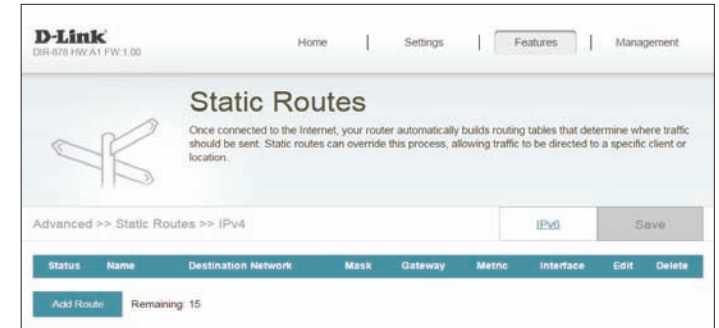 D-Link
DIR-878 HW:A1 FW:1.00
Home | Settings | Features | Management
Static Routes
Once connected to the Internet, your router automatically builds routing tables that determine where traffic
should be sent. Static routes can override this process, allowing traffic to be directed to a specific client or
location.
Advanced >> Static Routes >> IPv4
IPv6
Save
Status Name Destination Network Mask Gateway Metric Interface Edit Delete
Add Route Remaining: 15